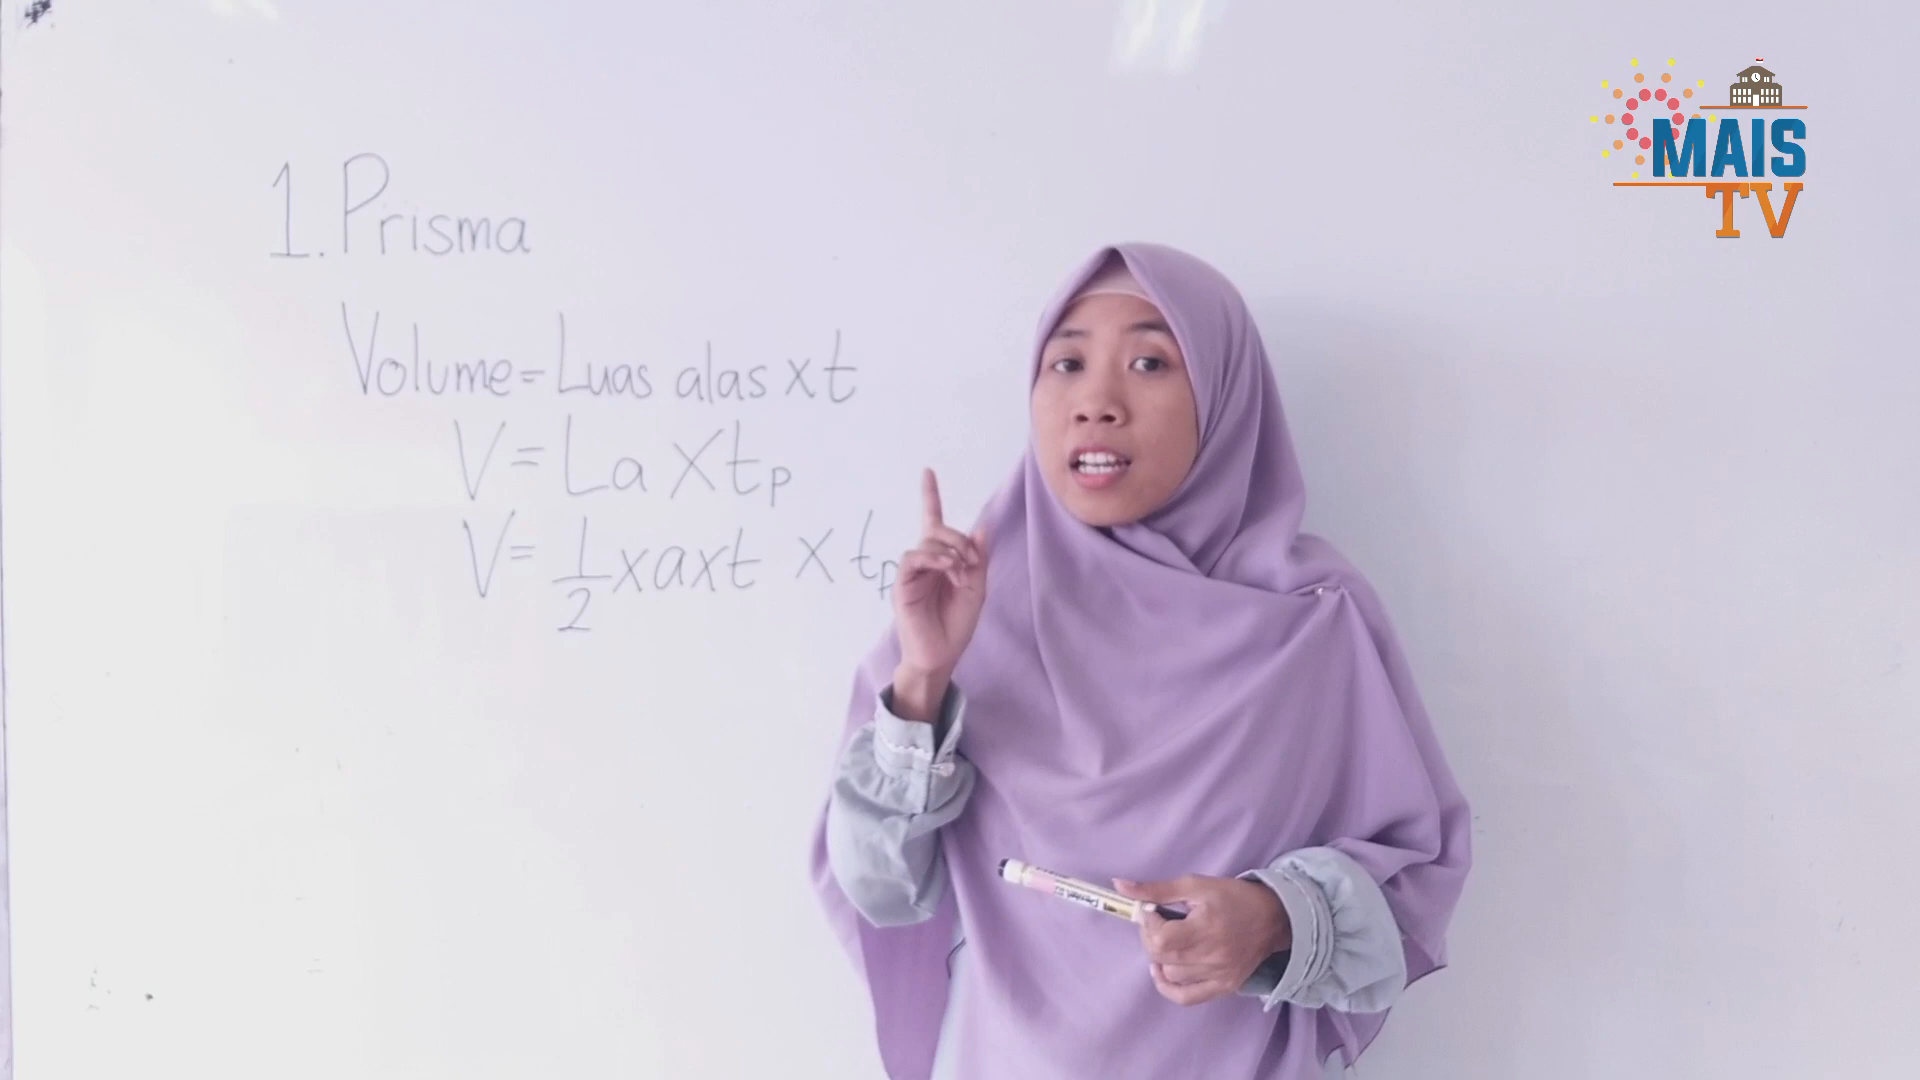 1. Prisma
Volume = Luas alas x t
V = La X tp
V = 1/2 x a x t X tp
MAIS
TV